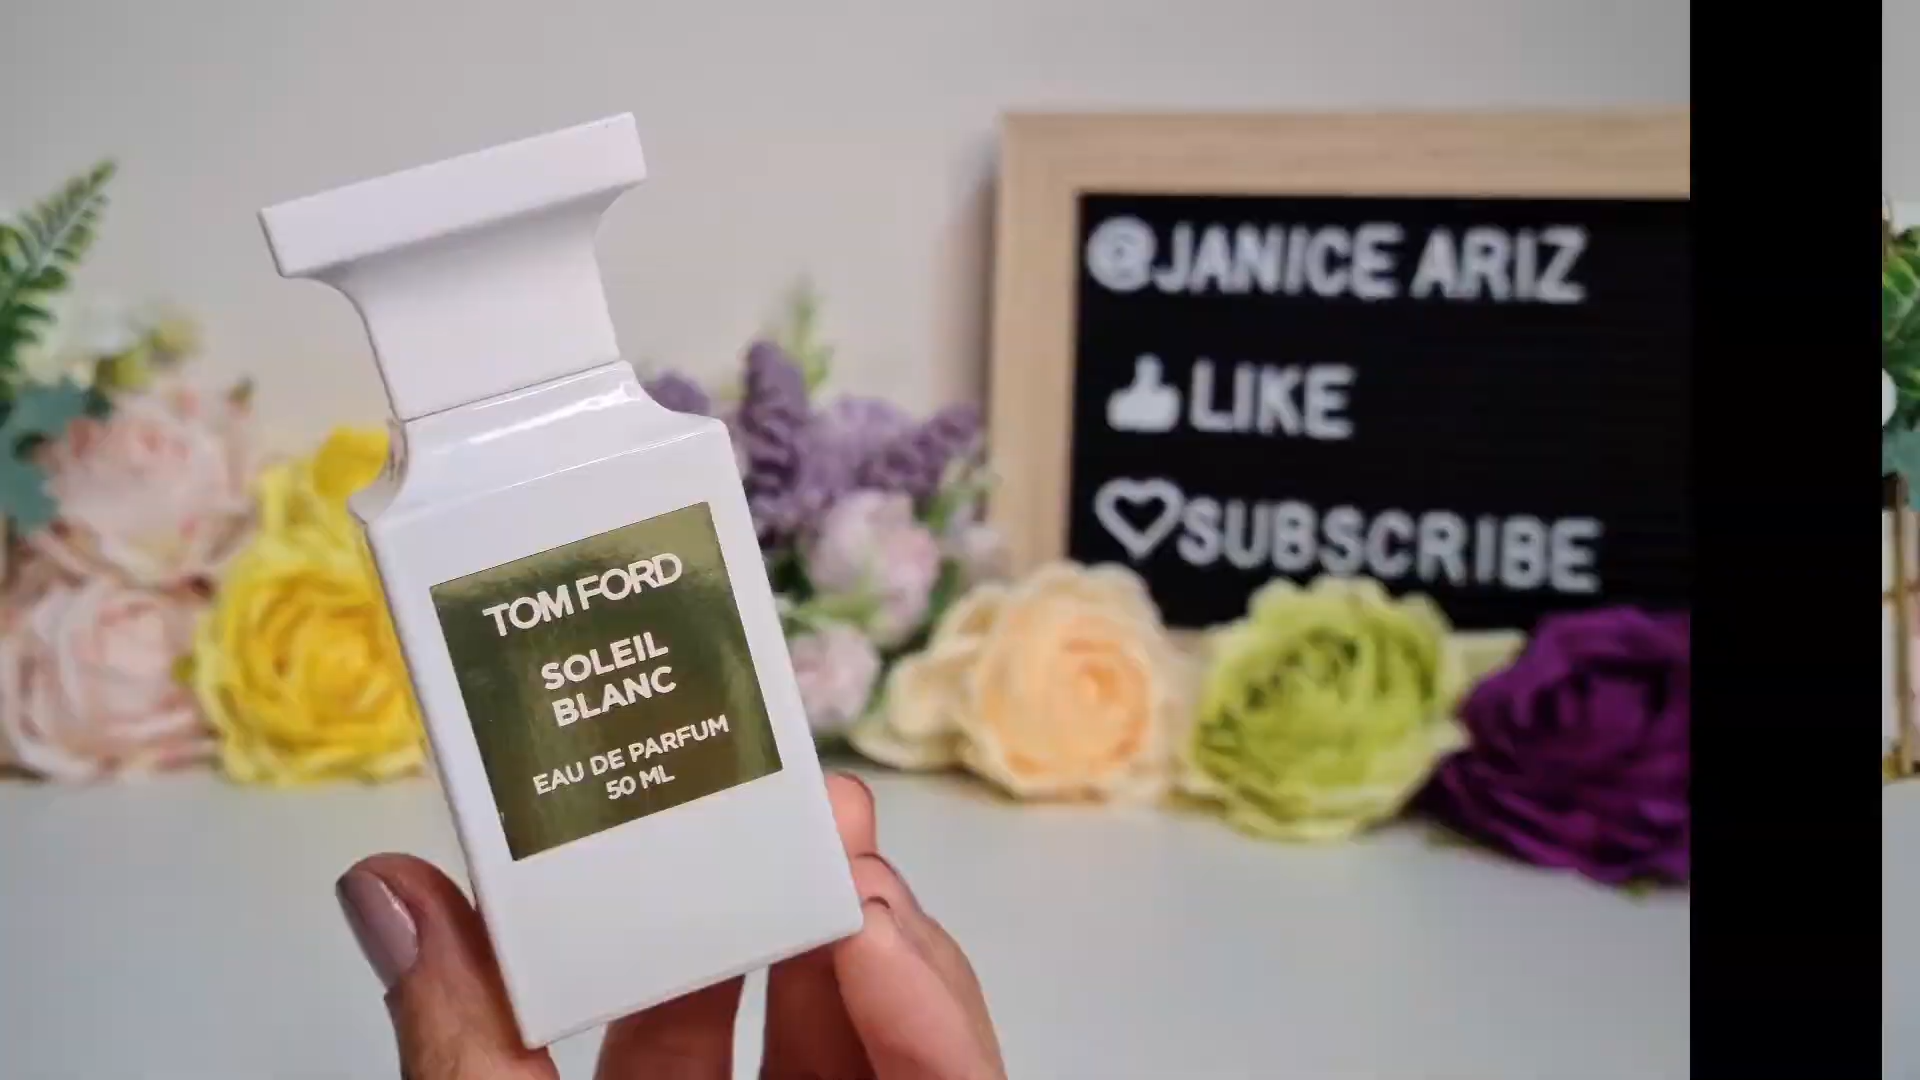 TOM FORD
SOLEIL
BLANC
EAU DE PARFUM
50 ML
@JANICE ARIZ
LIKE
SUBSCRIBE